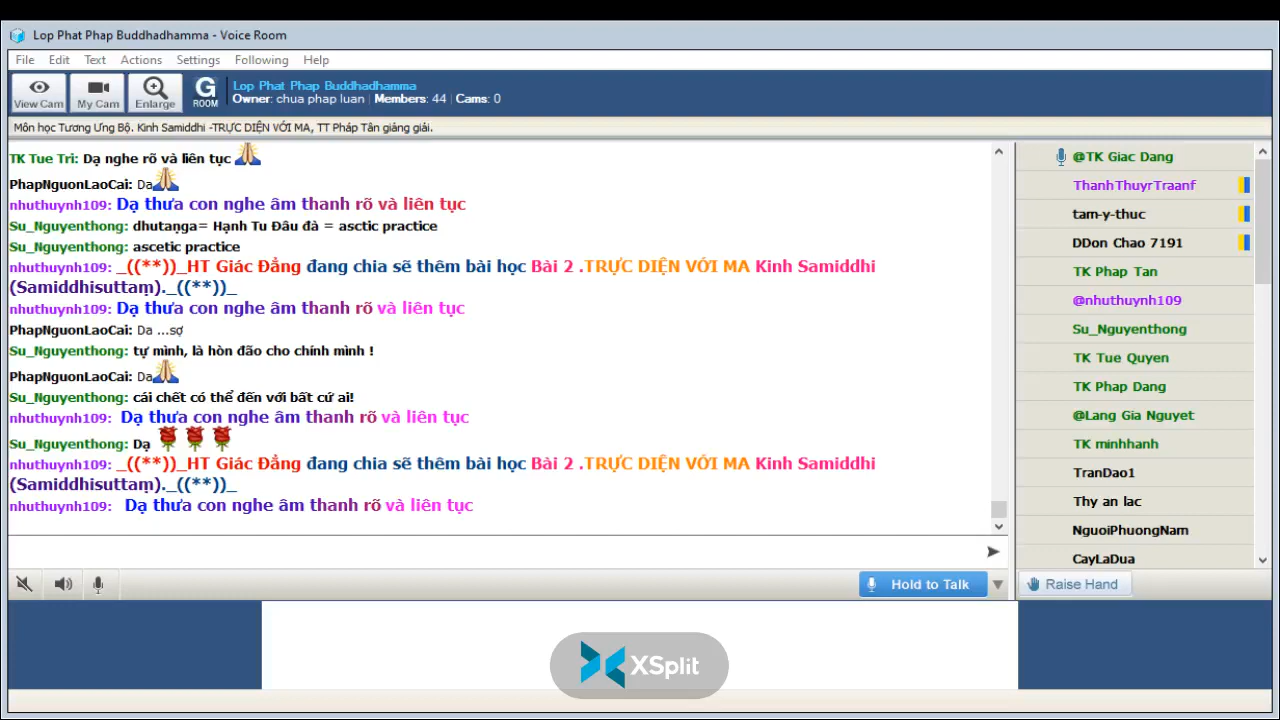 Lop Phat Phap Buddhadhamma - Voice Room
File Edit Text Actions Settings Following Help
View Cam My Cam Enlarge G ROOM
Lop Phat Phap Buddhadhamma
Owner: chua phap luan | Members: 44 | Cams: 0
Môn học Tương Ưng Bộ. Kinh Samiddhi -TRỰC DIỆN VỚI MA, TT Pháp Tân giảng giải.
TK Tue Tri: Dạ nghe rõ và liên tục
PhapNguonLaoCai: Da
nhuthuynh109: Dạ thưa con nghe âm thanh rõ và liên tục
Su_Nguyenthong: dhutaṇga= Hạnh Tu Đầu đà = asctic practice
Su_Nguyenthong: ascetic practice
nhuthuynh109: _((**))_HT Giác Đẳng đang chia sẽ thêm bài học Bài 2 .TRỰC DIỆN VỚI MA Kinh Samiddhi
(Samiddhisuttaṃ)._((**))_
nhuthuynh109: Dạ thưa con nghe âm thanh rõ và liên tục
PhapNguonLaoCai: Da ...sợ
Su_Nguyenthong: tự mình, là hòn đão cho chính mình !
PhapNguonLaoCai: Da
Su_Nguyenthong: cái chết có thể đến với bất cứ ai!
nhuthuynh109: Dạ thưa con nghe âm thanh rõ và liên tục
Su_Nguyenthong: Dạ
nhuthuynh109: _((**))_HT Giác Đẳng đang chia sẽ thêm bài học Bài 2 .TRỰC DIỆN VỚI MA Kinh Samiddhi
(Samiddhisuttaṃ)._((**))_
nhuthuynh109: Dạ thưa con nghe âm thanh rõ và liên tục
@TK Giac Dang
ThanhThuyrTraanf
tam-y-thuc
DDon Chao 7191
TK Phap Tan
@nhuthuynh109
Su_Nguyenthong
TK Tue Quyen
TK Phap Dang
@Lang Gia Nguyet
TK minhhanh
TranDao1
Thy an lac
NguoiPhuongNam
CayLaDua
Hold to Talk
Raise Hand
XSplit